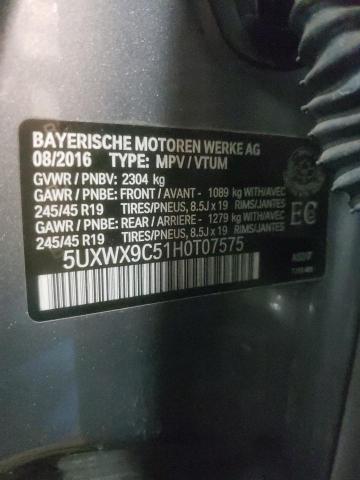 BAYERISCHE MOTOREN WERKE AG
08/2016 TYPE: MPV / VTUM
GVWR / PNBV: 2304 kg
GAWR / PNBE: FRONT / AVANT - 1089 kg WITH/AVEC
245/45 R19 TIRES/PNEUS, 8.5J x 19 RIMS/JANTES
GAWR / PNBE: REAR / ARRIERE - 1279 kg WITH/AVEC
245/45 R19 TIRES/PNEUS, 8.5J x 19 RIMS/JANTES
5UXWX9C51H0T07575